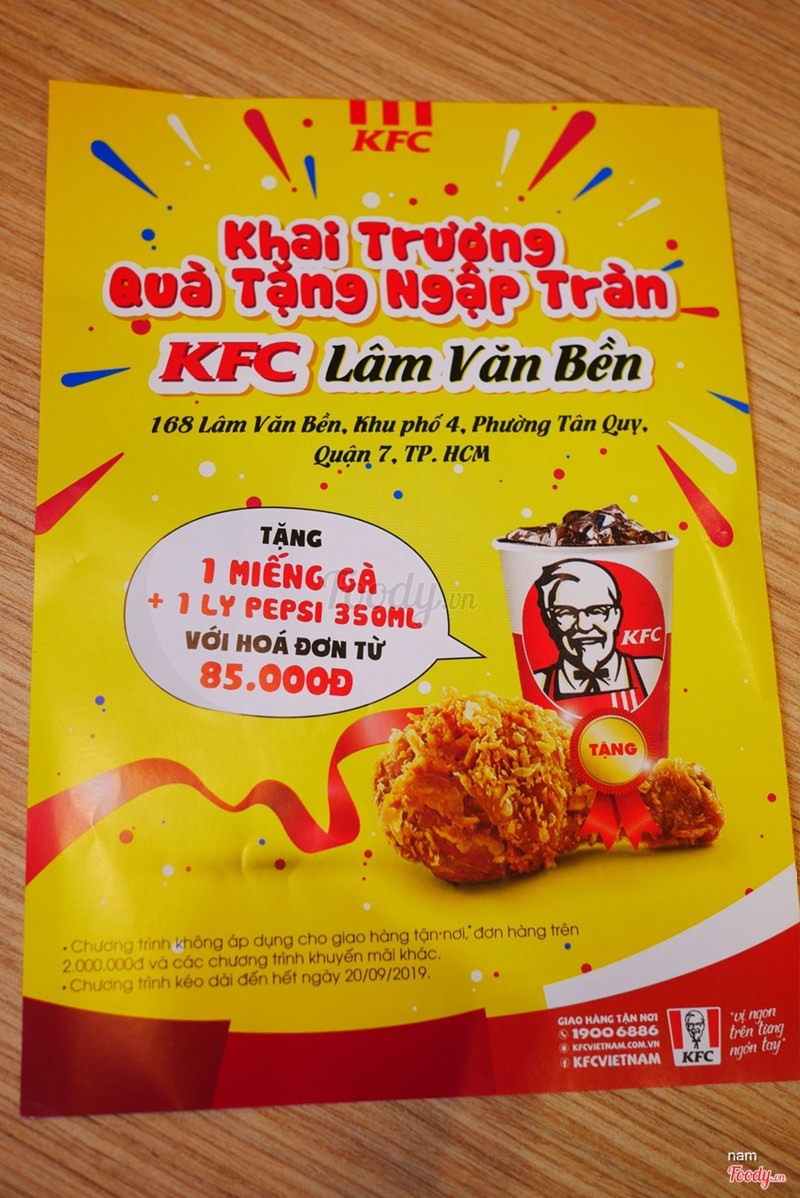 KFC
Khai Trương
Quà Tặng Ngập Tràn
KFC Lâm Văn Bền
168 Lâm Văn Bền, Khu phố 4, Phường Tân Quy,
Quận 7, TP. HCM
TẶNG
1 MIẾNG GÀ
+ 1 LY PEPSI 350ML
VỚI HOÁ ĐƠN TỪ
85.000Đ
Foody.vn
KFC
TẶNG
• Chương trình không áp dụng cho giao hàng tận nơi, đơn hàng trên
2.000.000đ và các chương trình khuyến mãi khác.
• Chương trình kéo dài đến hết ngày 20/09/2019.
GIAO HÀNG TẬN NƠI
1900 6886
KFCVIETNAM.COM.VN
KFCVIETNAM
KFC
"vị ngon
trên từng
ngón tay"
nam
Foody.vn